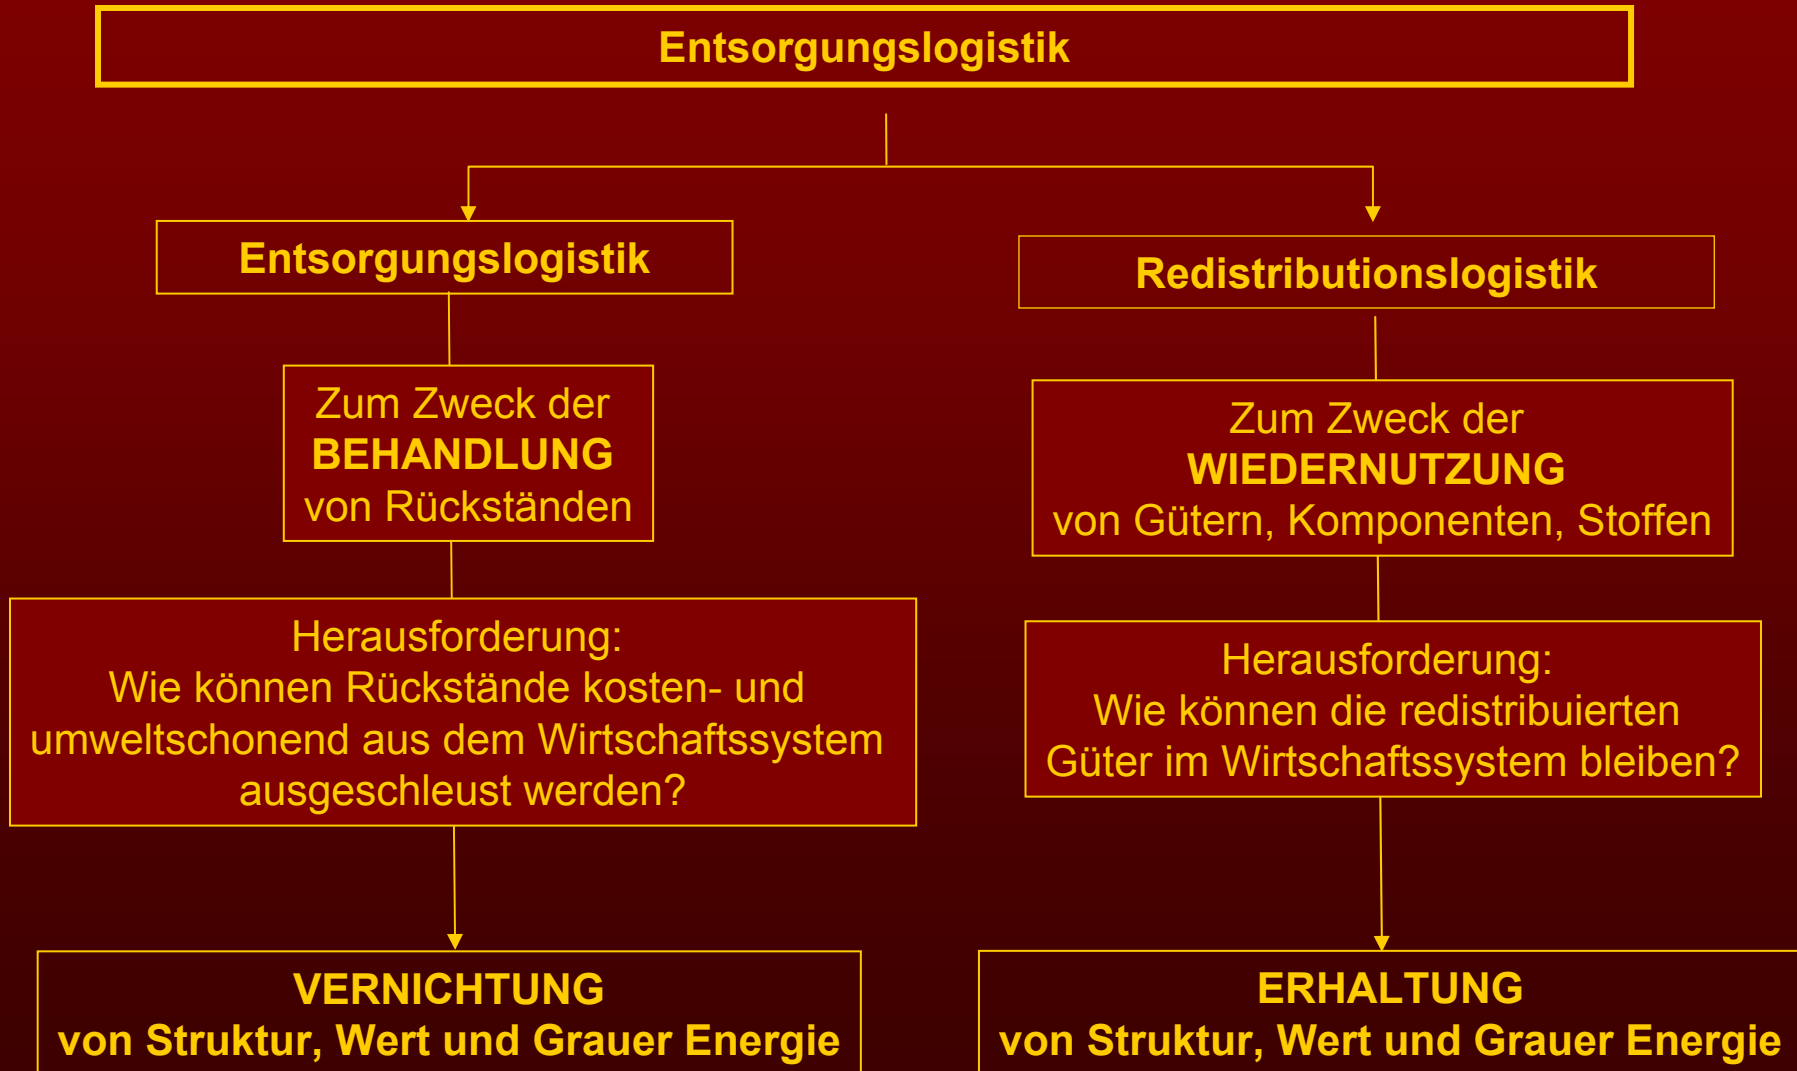 Entsorgungslogistik
Entsorgungslogistik
Zum Zweck der
BEHANDLUNG
von Rückständen
Herausforderung:
Wie können Rückstände kosten- und
umweltschonend aus dem Wirtschaftssystem
ausgeschleust werden?
VERNICHTUNG
von Struktur, Wert und Grauer Energie
Redistributionslogistik
Zum Zweck der
WIEDERNUTZUNG
von Gütern, Komponenten, Stoffen
Herausforderung:
Wie können die redistribuierten
Güter im Wirtschaftssystem bleiben?
ERHALTUNG
von Struktur, Wert und Grauer Energie